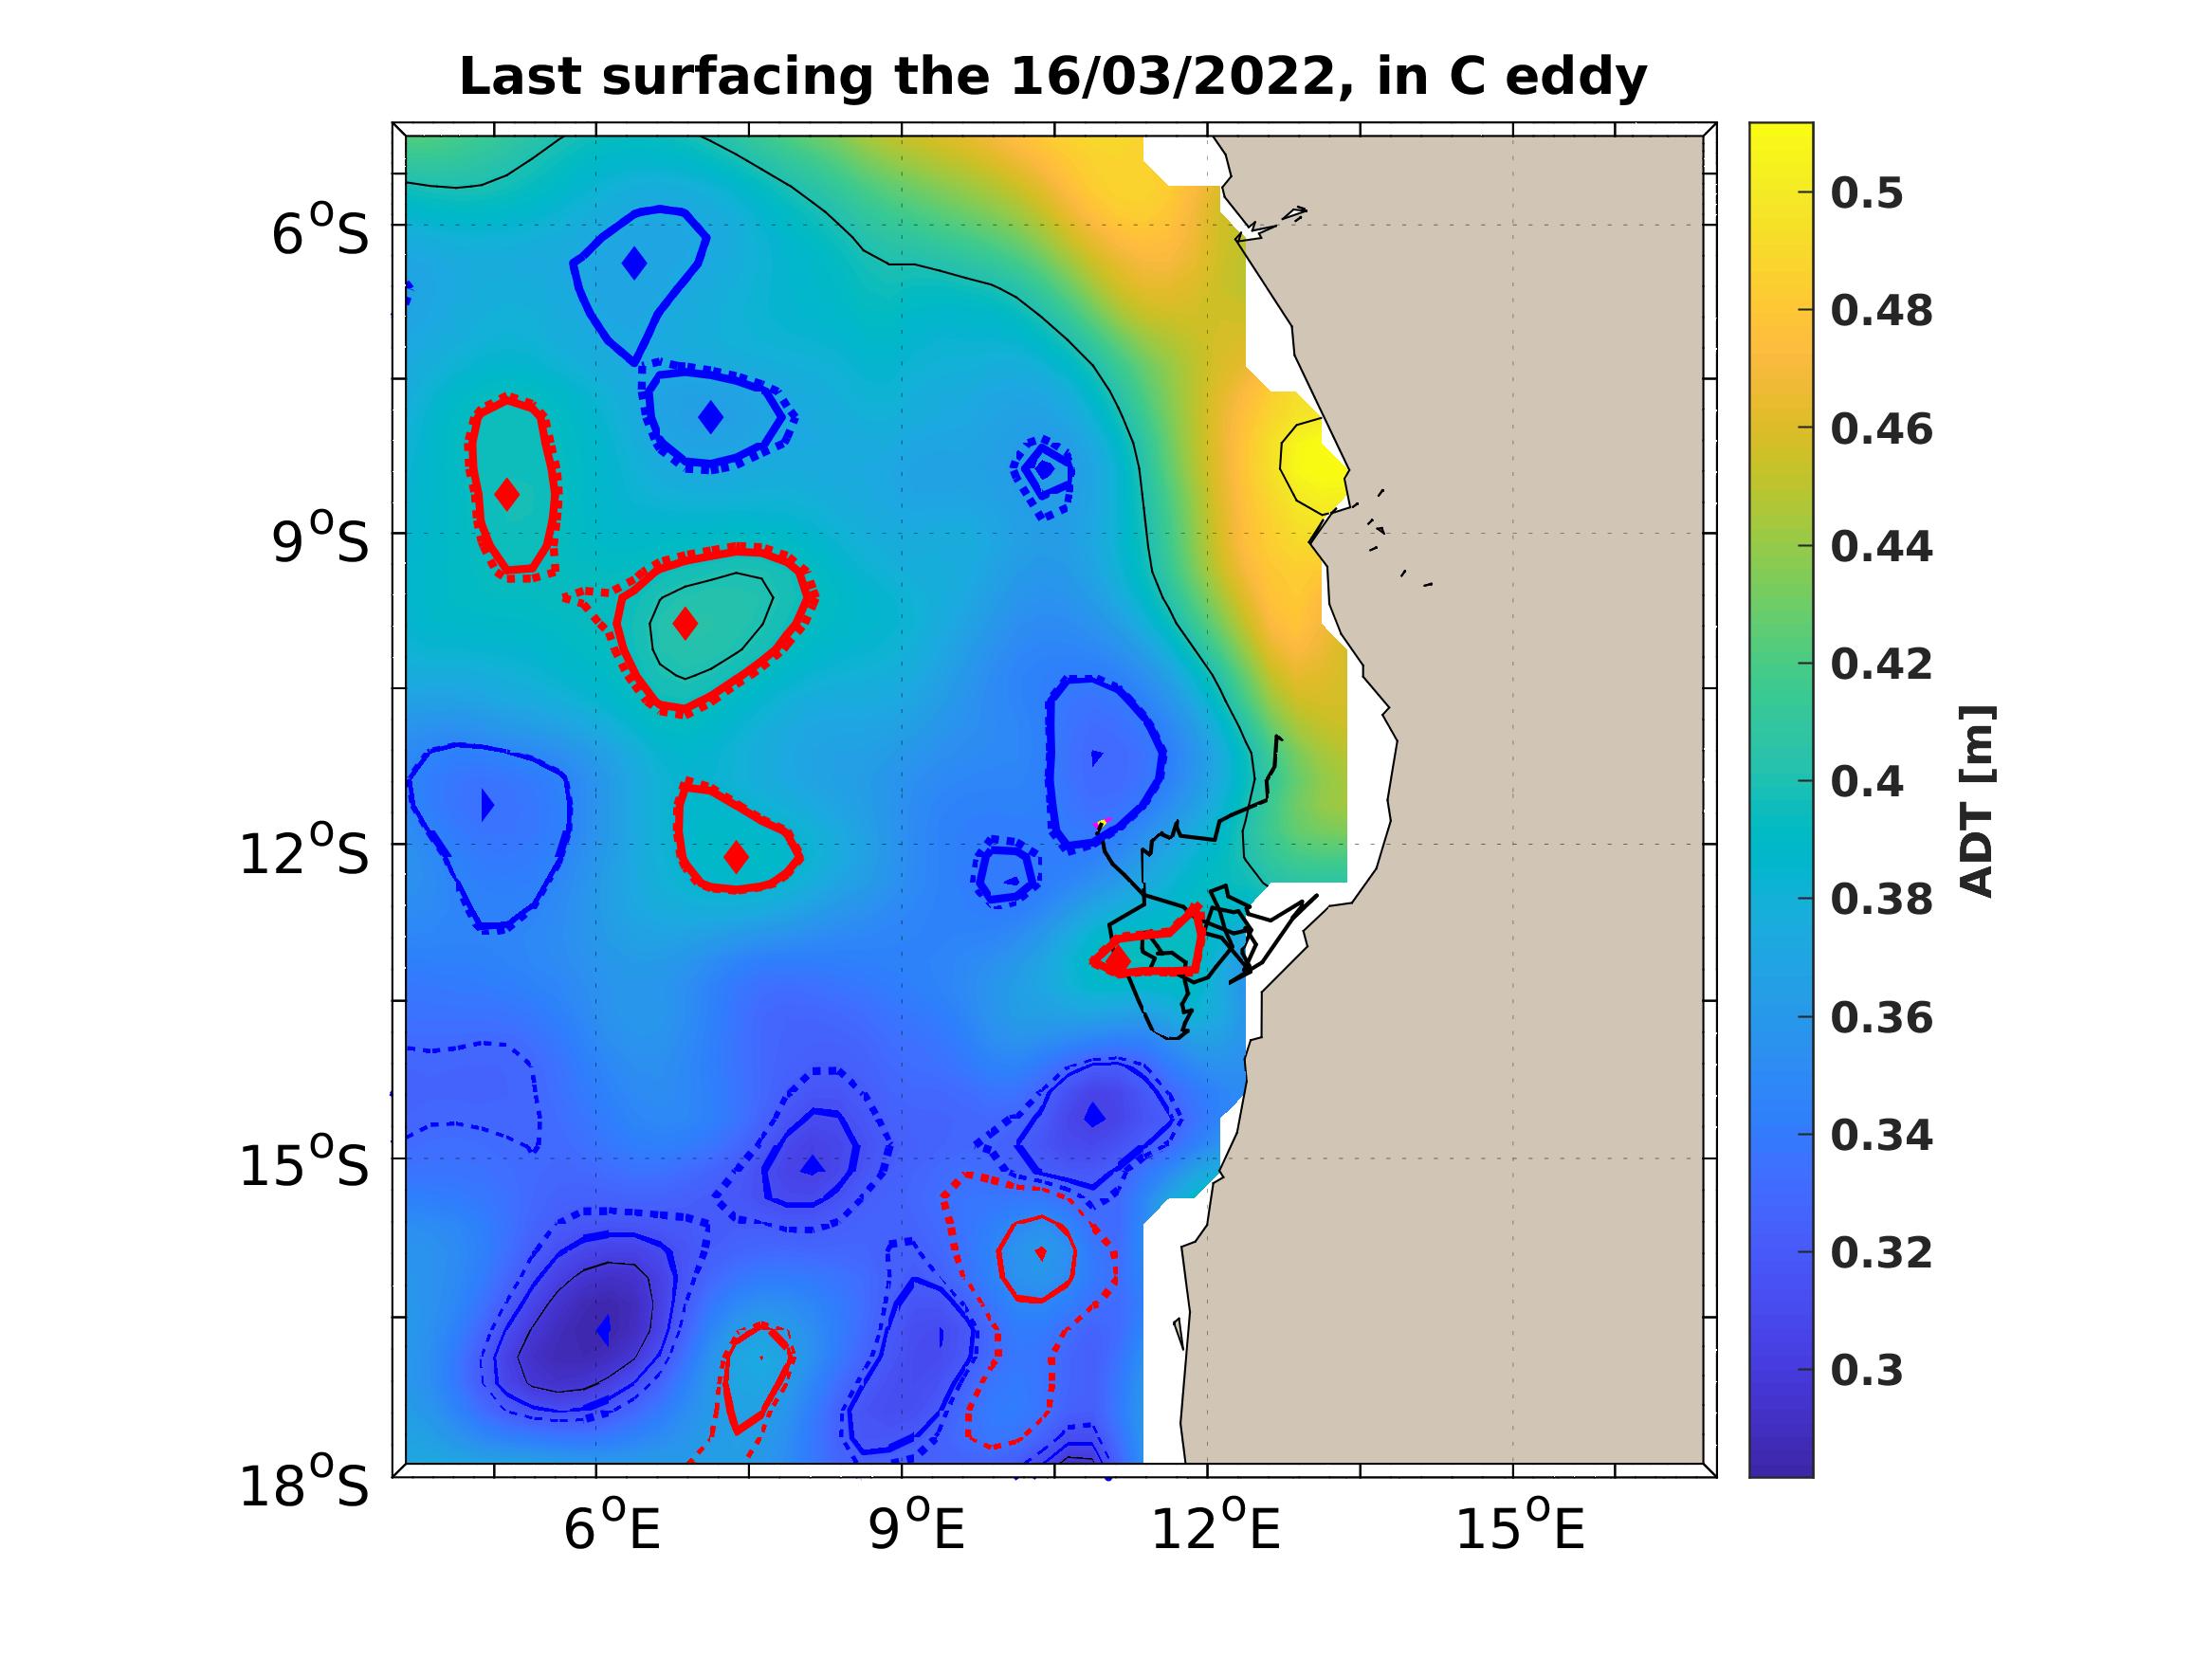 Last surfacing the 16/03/2022, in C eddy
6°S
9°S
12°S
15°S
18°S
6°E
9°E
12°E
15°E
0.5
0.48
0.46
0.44
0.42
0.4
0.38
0.36
0.34
0.32
0.3
ADT [m]